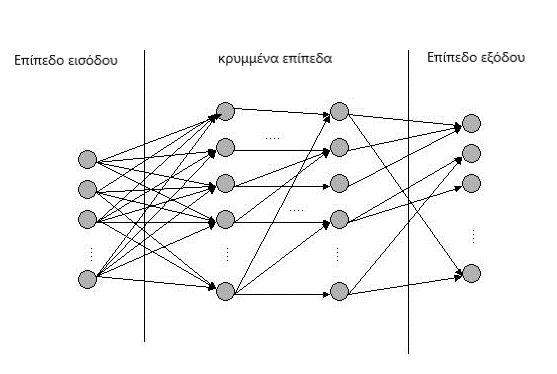 Επίπεδο εισόδου
κρυμμένα επίπεδα
Επίπεδο εξόδου